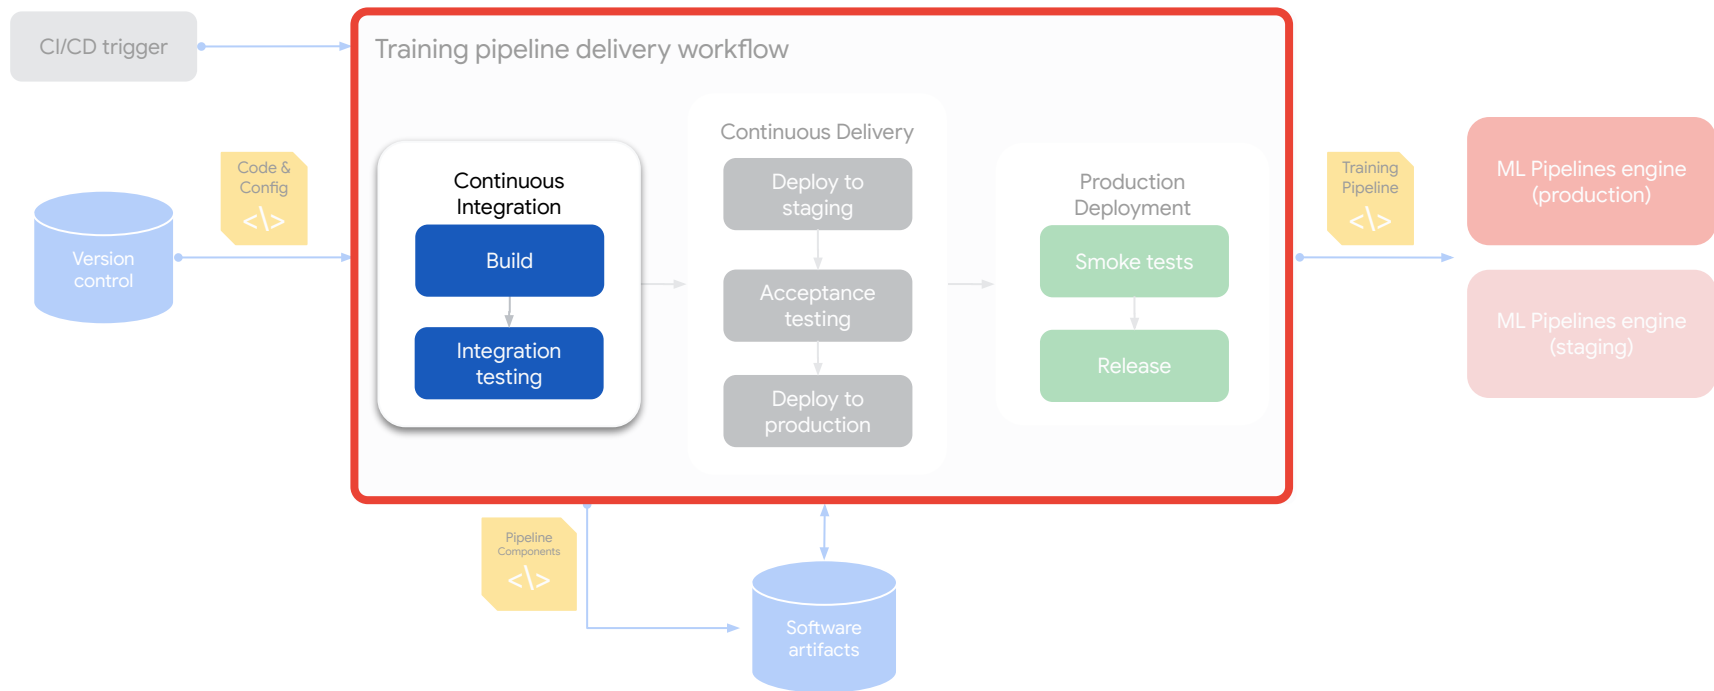 CI/CD trigger
Training pipeline delivery workflow
Code &
Config
</>
Version
control
Continuous
Integration
Build
Integration
testing
Continuous Delivery
Deploy to
staging
Acceptance
testing
Deploy to
production
Production
Deployment
Smoke tests
Release
Training
Pipeline
</>
ML Pipelines engine
(production)
ML Pipelines engine
(staging)
Pipeline
Components
</>
Software
artifacts